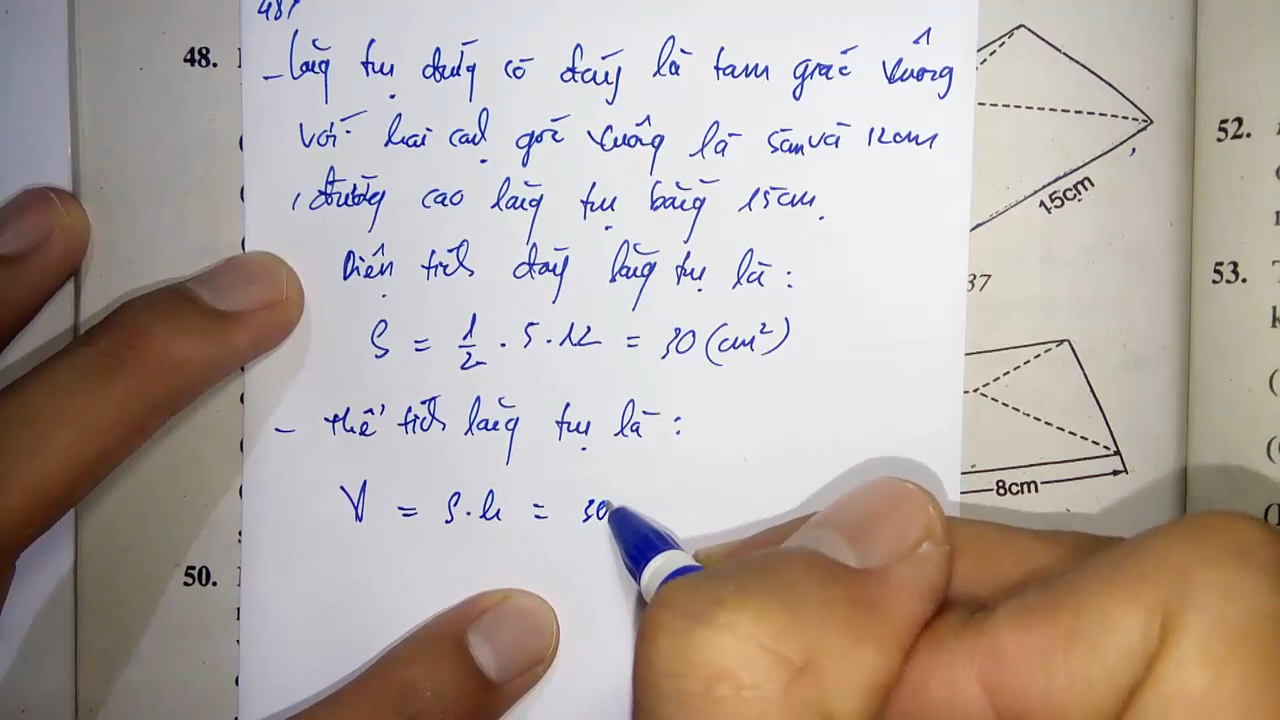 48/
48.
- Lăng trụ đứng có đáy là tam giác vuông
với hai cạnh góc vuông là 5cm và 12cm
, đường cao lăng trụ bằng 15cm.
Diện tích đáy lăng trụ là:
S = 1/2 . 5 . 12 = 30 (cm²)
- Thể tích lăng trụ là:
V = S.h = 30
50.
15cm
37
8cm
52.
53.